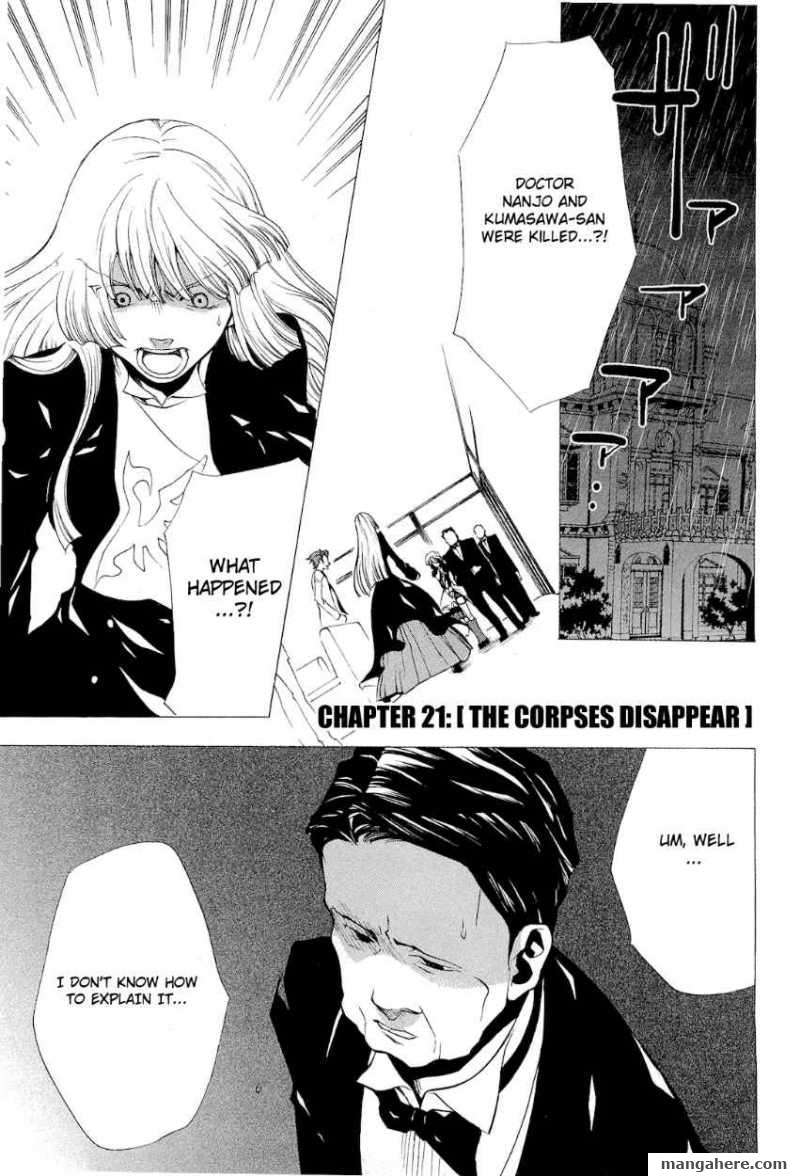 ザァァァ…
DOCTOR
NANJO AND
KUMASAWA-SAN
WERE KILLED...?!
WHAT
HAPPENED
...?!
CHAPTER 21: [ THE CORPSES DISAPPEAR ]
UM, WELL
...
I DON'T KNOW HOW
TO EXPLAIN IT...
mangahere.com